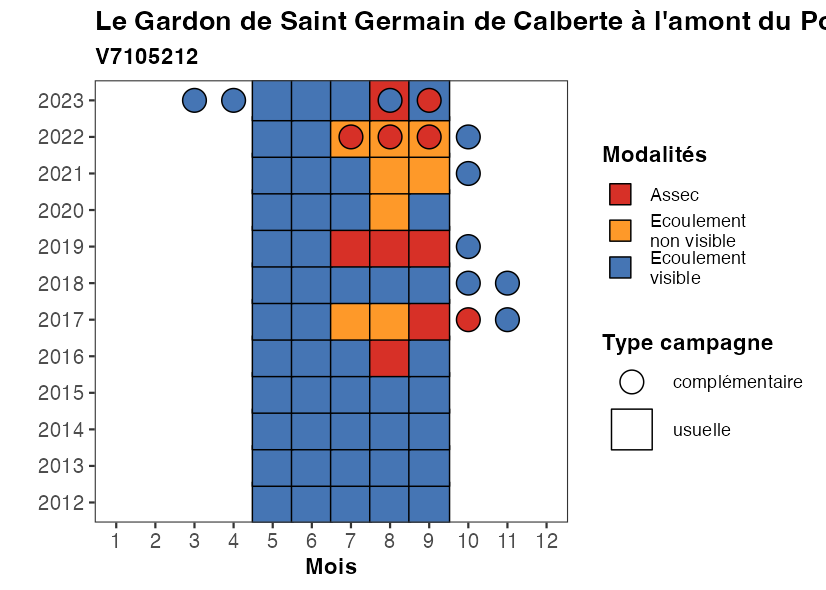 Le Gardon de Saint Germain de Calberte à l'amont du
V7105212
2023
2022
2021
2020
2019
2018
2017
2016
2015
2014
2013
2012
1 2 3 4 5 6 7 8 9 10 11 12
Mois
Modalités
Assec
Ecoulement
non visible
Ecoulement
visible
Type campagne
complémentaire
usuelle